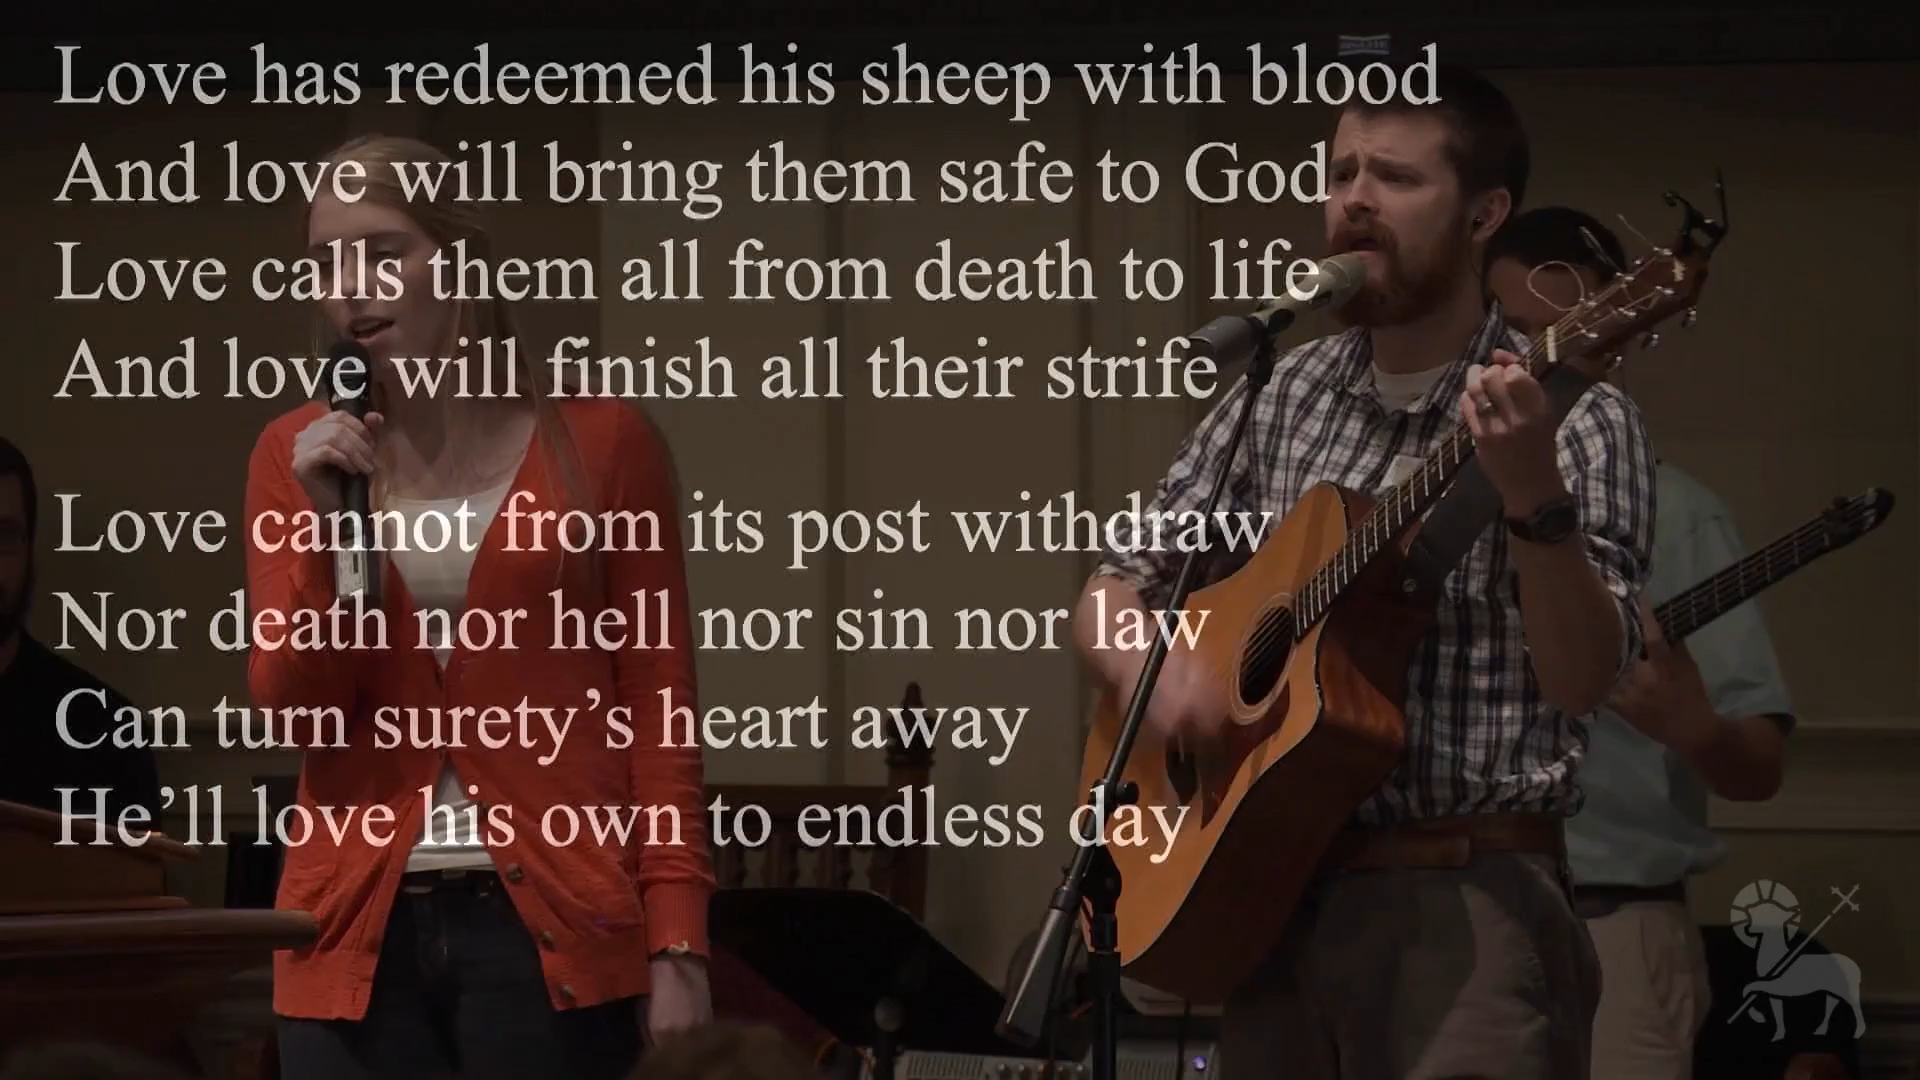 Love has redeemed his sheep with blood
And love will bring them safe to God
Love calls them all from death to life
And love will finish all their strife
Love cannot from its post withdraw
Nor death nor hell nor sin nor law
Can turn surety’s heart away
He’ll love his own to endless day